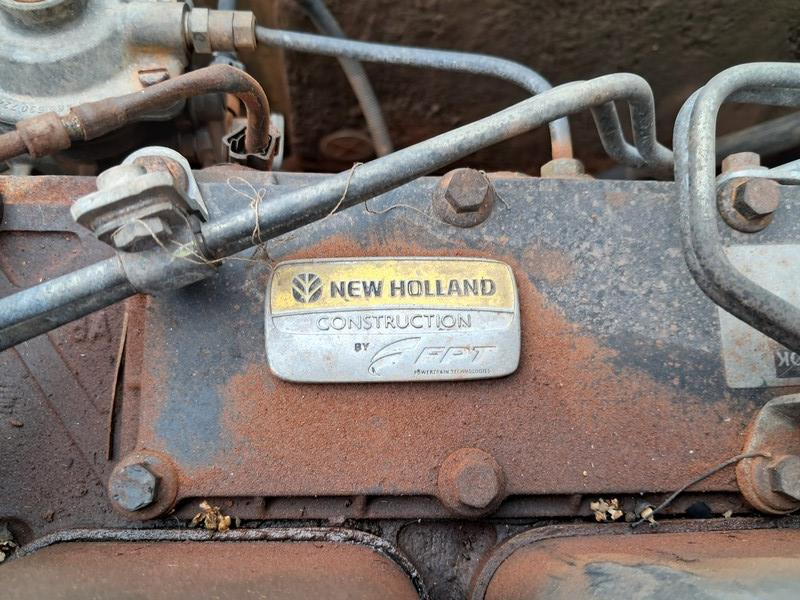 NEW HOLLAND
CONSTRUCTION
BY FPT
POWERTRAIN TECHNOLOGIES